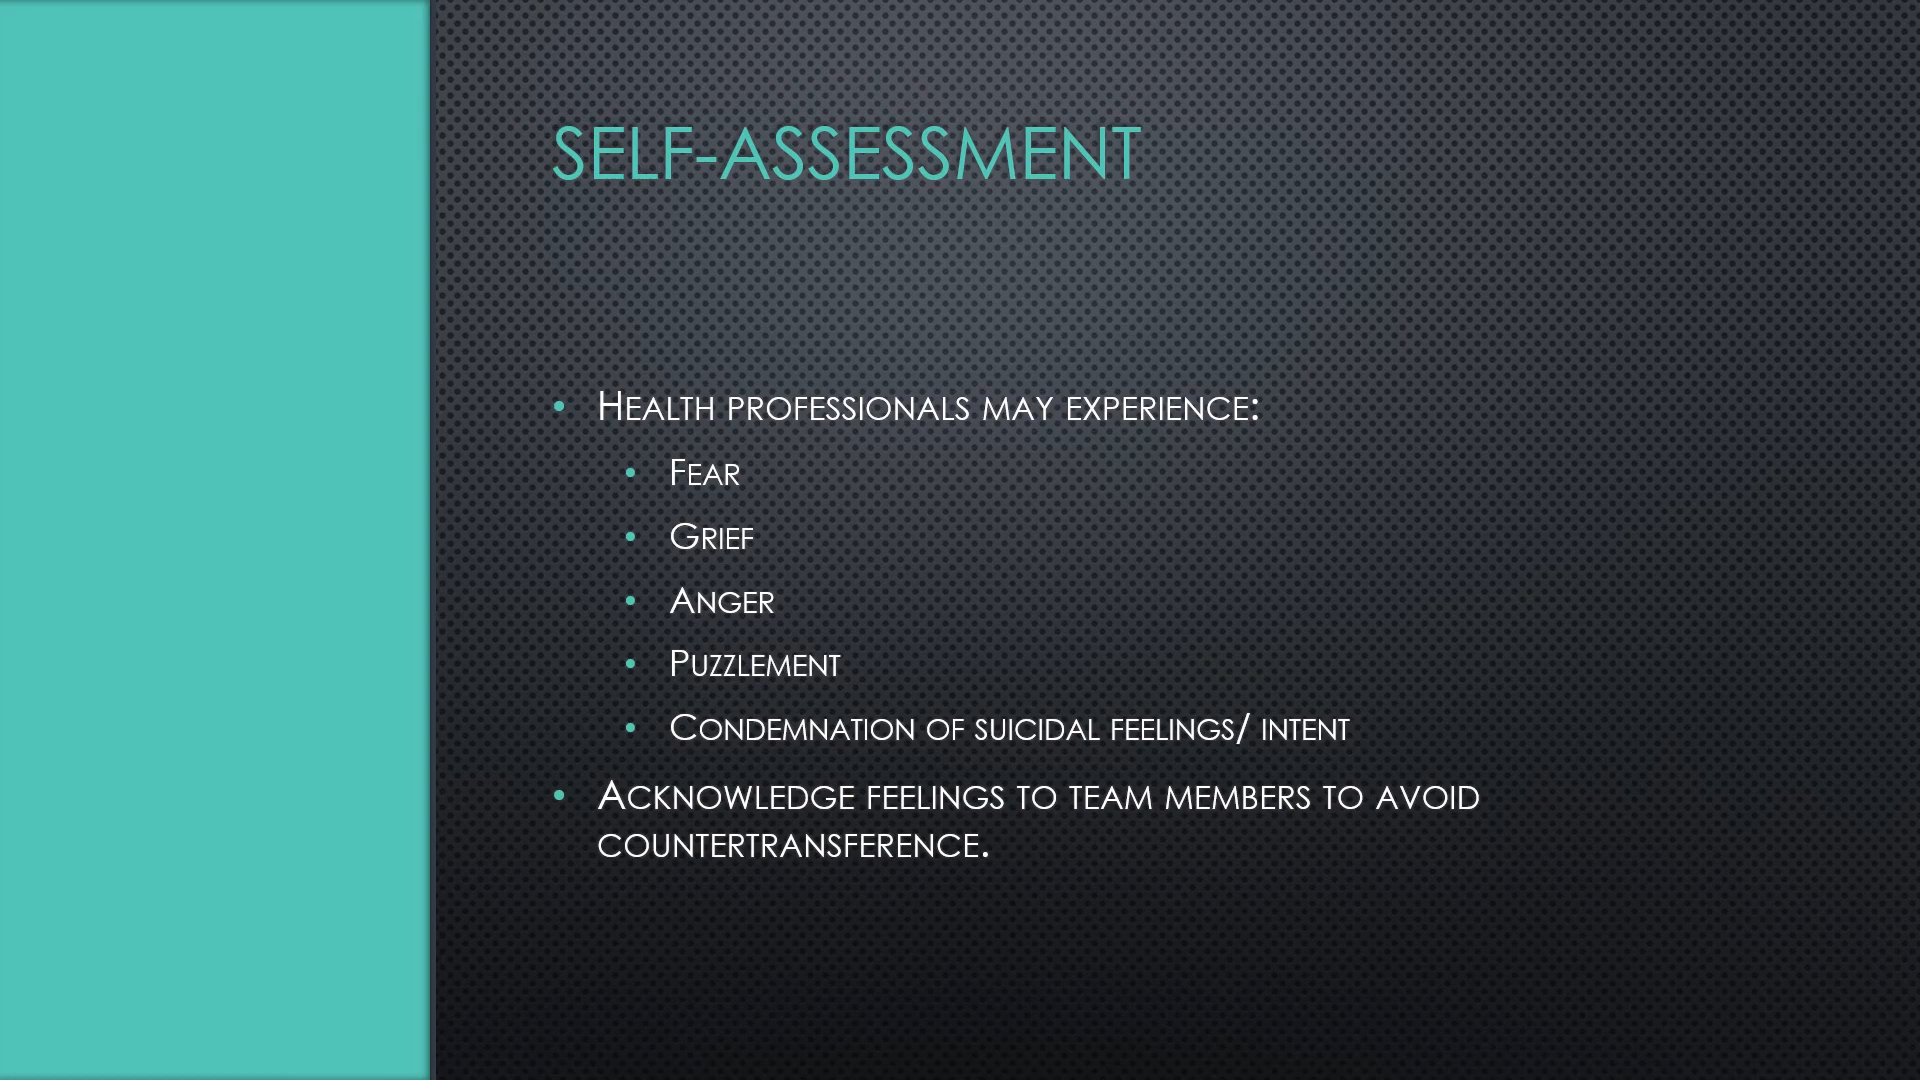 SELF-ASSESSMENT
• HEALTH PROFESSIONALS MAY EXPERIENCE:
• FEAR
• GRIEF
• ANGER
• PUZZLEMENT
• CONDEMNATION OF SUICIDAL FEELINGS/ INTENT
• ACKNOWLEDGE FEELINGS TO TEAM MEMBERS TO AVOID
COUNTERTRANSFERENCE.